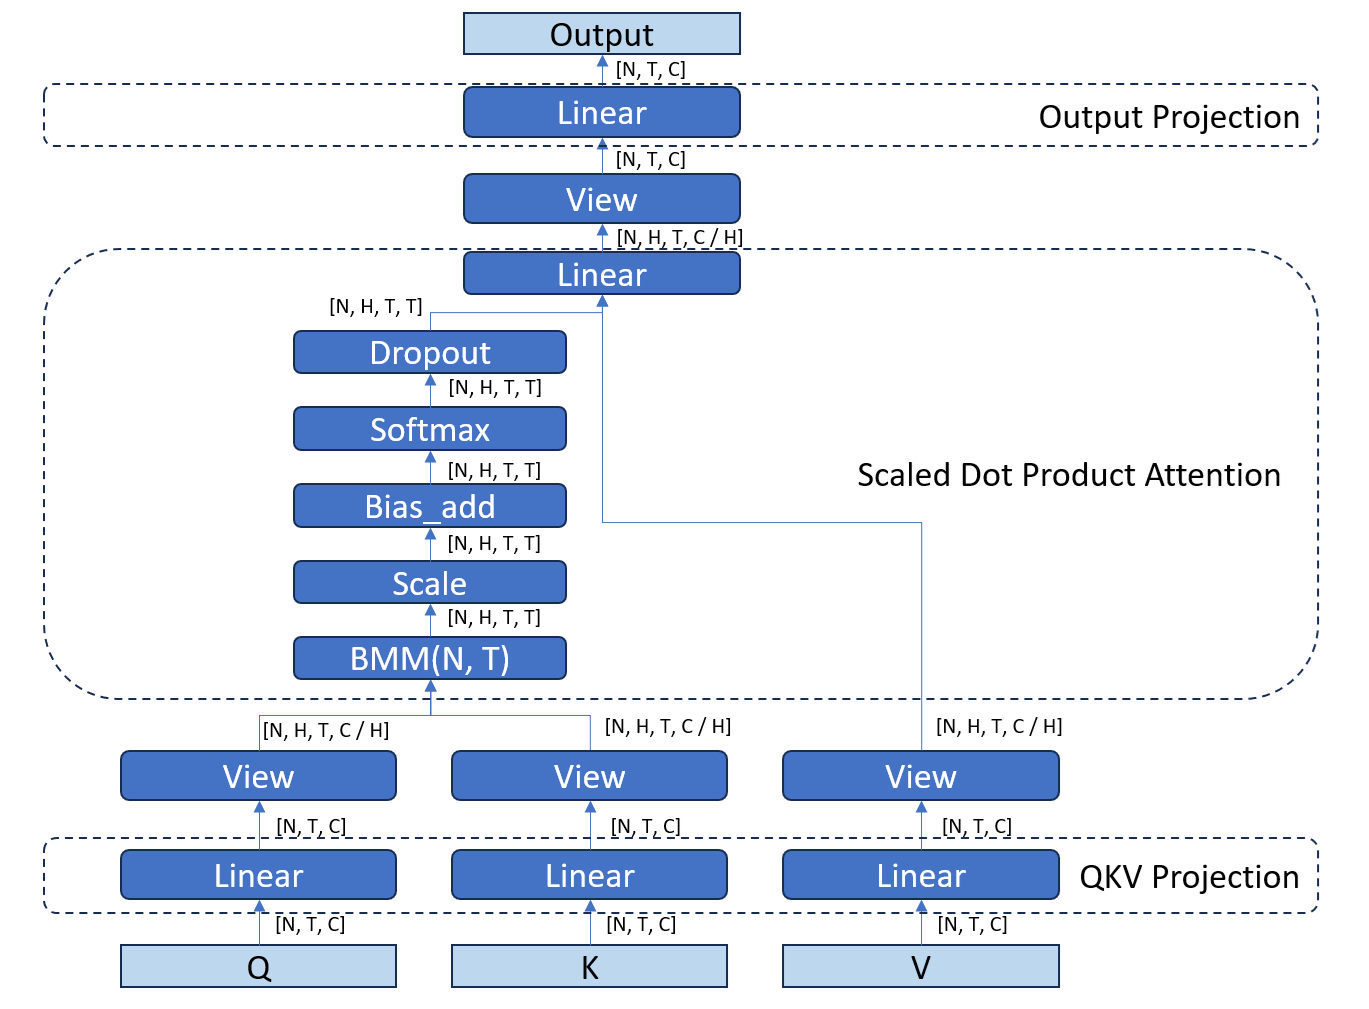 Output
[N, T, C]
Linear
Output Projection
[N, T, C]
View
[N, H, T, C / H]
Linear
[N, H, T, T]
Dropout
[N, H, T, T]
Softmax
[N, H, T, T]
Bias_add
Scaled Dot Product Attention
[N, H, T, T]
Scale
[N, H, T, T]
BMM(N, T)
[N, H, T, C / H]
[N, H, T, C / H]
[N, H, T, C / H]
View
View
View
[N, T, C]
[N, T, C]
[N, T, C]
Linear
Linear
Linear
QKV Projection
[N, T, C]
[N, T, C]
[N, T, C]
Q
K
V